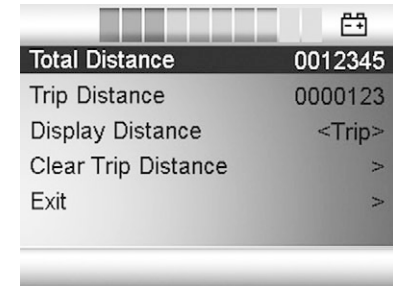 Total Distance 0012345
Trip Distance 0000123
Display Distance <Trip>
Clear Trip Distance >
Exit >